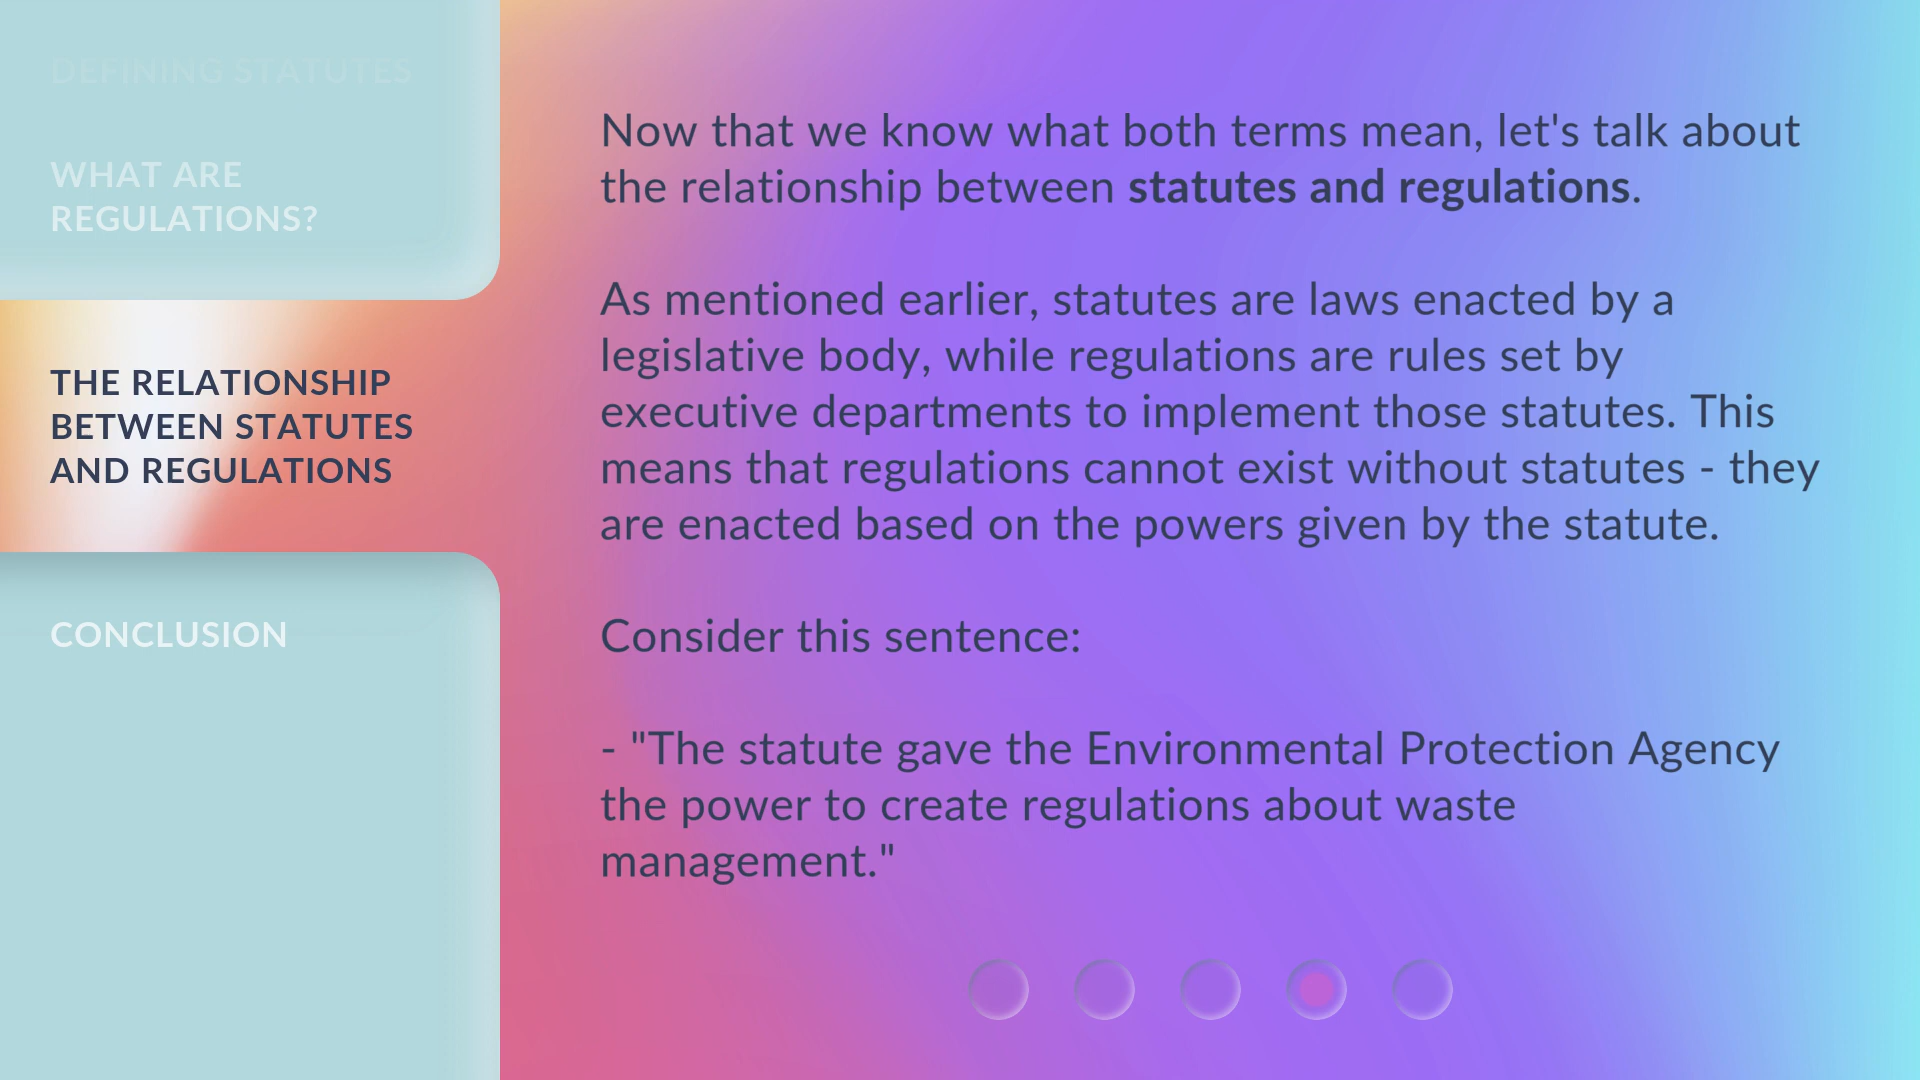 DEFINING STATUTES
WHAT ARE
REGULATIONS?
THE RELATIONSHIP
BETWEEN STATUTES
AND REGULATIONS
CONCLUSION
Now that we know what both terms mean, let's talk about
the relationship between statutes and regulations.
As mentioned earlier, statutes are laws enacted by a
legislative body, while regulations are rules set by
executive departments to implement those statutes. This
means that regulations cannot exist without statutes - they
are enacted based on the powers given by the statute.
Consider this sentence:
- "The statute gave the Environmental Protection Agency
the power to create regulations about waste
management."